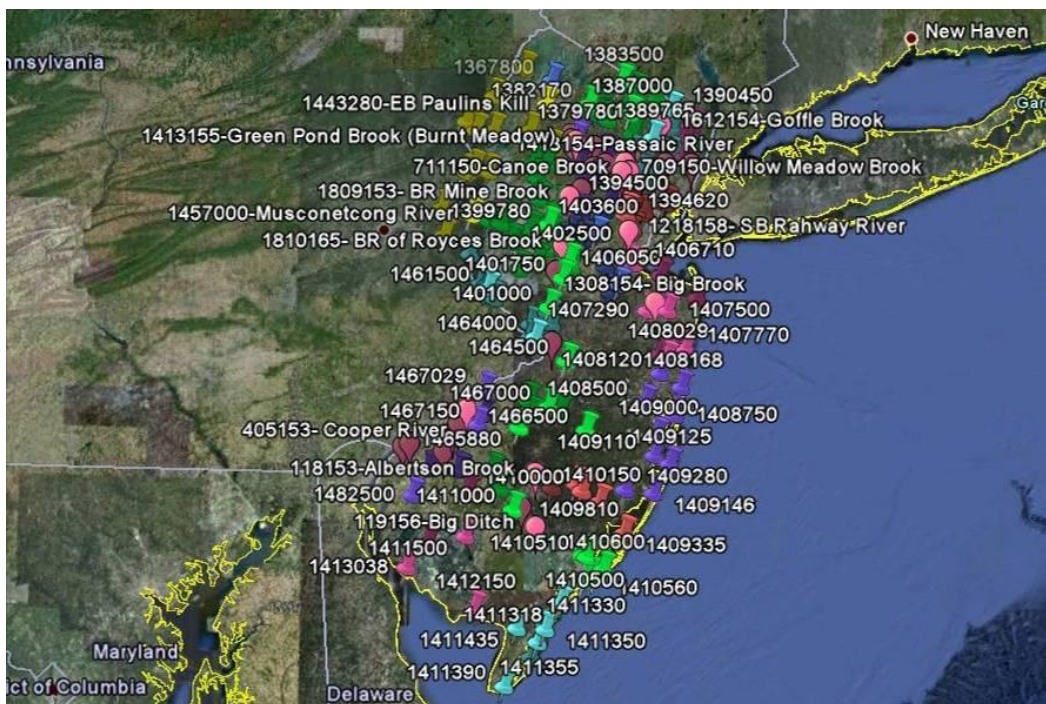 New Haven
nnsylvania
1383500
1367800
1382170
1387000
1390450
1443280-EB Paulins Kill
1379780
1389765
1612154-Goffle Brook
1413155-Green Pond Brook (Burnt Meadow)
154-Passaic River
711150-Canoe Brook
709150-Willow Meadow Brook
1809153- BR Mine Brook
1394500
1403600
1394620
1457000-Musconetcong River
1399780
1218158- SB Rahway River
1810165- BR of Royces Brook
1402500
1406710
1461500
1401750
1406050
1401000
1308154- Big Brook
1407290
1407500
1464000
1408029
1407770
1464500
1408120
1408168
1467029
1467000
1408500
1409000
1408750
1467150
1466500
405153- Cooper River
1465880
1409110
1409125
118153-Albertson Brook
1410000
1410150
1409280
1482500
1411000
1409146
119156-Big Ditch
1409810
1411500
1410510
1410600
1409335
1413038
1412150
1410500
1410560
1411318
1411330
1411435
1411350
Maryland
1411390
1411355
ict of Columbia
Delaware